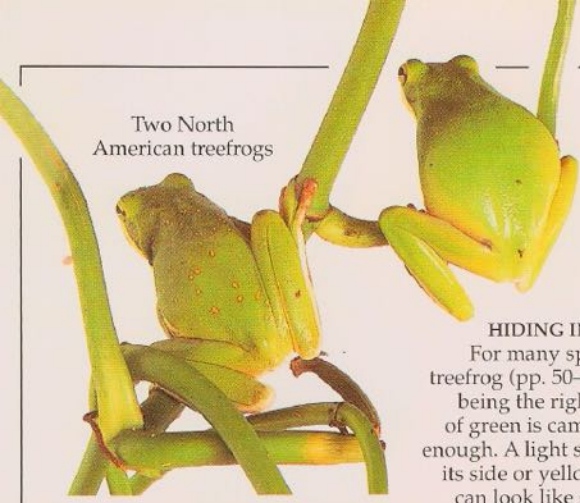 Two North
American treefrogs
HIDING
For many
treefrog (pp. 50–
being the
of green is
enough. A light
its side or
can look like